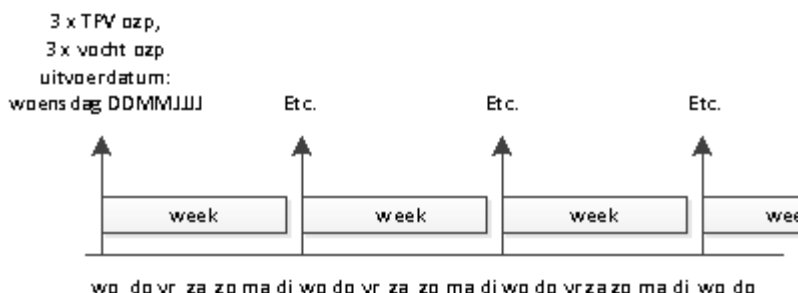 3 x TPV ozp,
3 x vocht ozp
uitvoerdatum:
woensdag DDMMJJJJ
Etc.
Etc.
Etc.
week
week
week
wee
wo do vr za zo ma di wo do vr za zo ma di wo do vr za zo ma di wo do